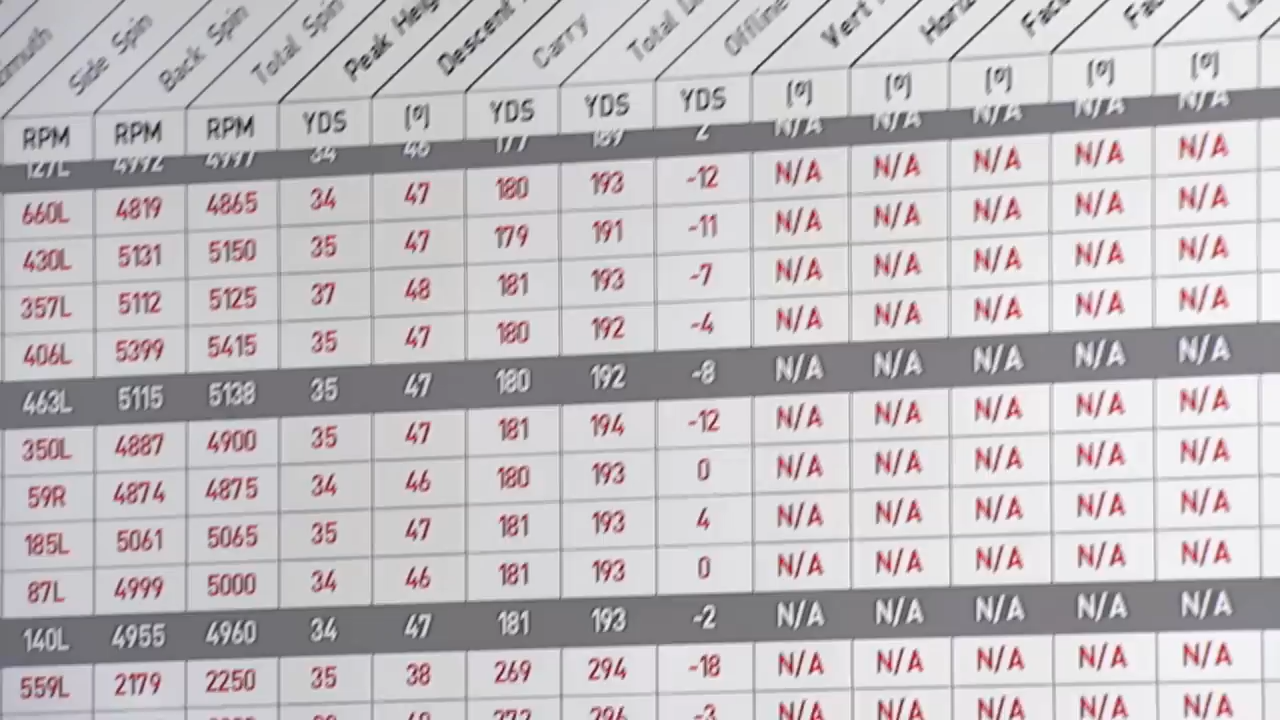 Side Spin Back Spin Total Spin Peak Descent Carry Total Offline Vert
RPM RPM RPM YDS (º) YDS YDS YDS (º) (º) (º) (º) (º)
127L 4992 4997 34 46 177 189 2 N/A N/A N/A N/A N/A
660L 4819 4865 34 47 180 193 -12 N/A N/A N/A N/A N/A
430L 5131 5150 35 47 179 191 -11 N/A N/A N/A N/A N/A
357L 5112 5125 37 48 181 193 -7 N/A N/A N/A N/A N/A
406L 5399 5415 35 47 180 192 -4 N/A N/A N/A N/A N/A
463L 5115 5138 35 47 180 192 -8 N/A N/A N/A N/A N/A
350L 4887 4900 35 47 181 194 -12 N/A N/A N/A N/A N/A
59R 4874 4875 34 46 180 193 0 N/A N/A N/A N/A N/A
185L 5061 5065 35 47 181 193 4 N/A N/A N/A N/A N/A
87L 4999 5000 34 46 181 193 0 N/A N/A N/A N/A N/A
140L 4955 4960 34 47 181 193 -2 N/A N/A N/A N/A N/A
559L 2179 2250 35 38 269 294 -18 N/A N/A N/A N/A N/A
-3 N/A N/A N/A N/A N/A